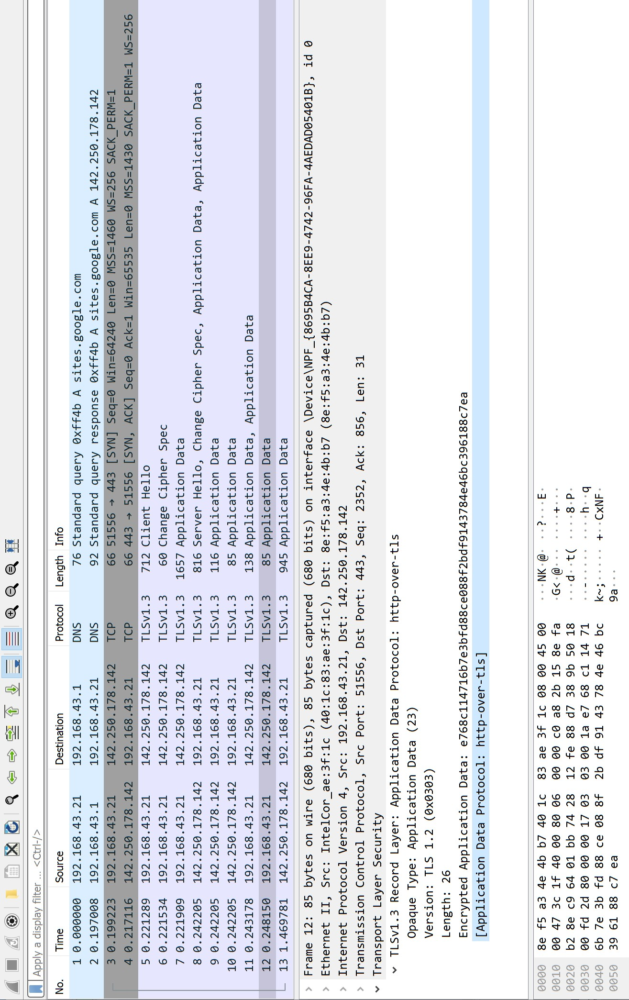 Apply a display filter ... <Ctrl-/>
No. Time Source Destination Protocol Length Info
1 0.000000 192.168.43.21 192.168.43.1 DNS 76 Standard query 0xff4b A sites.google.com
2 0.197008 192.168.43.1 192.168.43.21 DNS 92 Standard query response 0xff4b A sites.google.com A 142.250.178.142
3 0.199223 192.168.43.21 142.250.178.142 TCP 66 51556 → 443 [SYN] Seq=0 Win=64240 Len=0 MSS=1460 WS=256 SACK_PERM=1
4 0.217116 142.250.178.142 192.168.43.21 TCP 66 443 → 51556 [SYN, ACK] Seq=0 Ack=1 Win=65535 Len=0 MSS=1430 SACK_PERM=1 WS=256
5 0.221289 192.168.43.21 142.250.178.142 TLSv1.3 712 Client Hello
6 0.221534 192.168.43.21 142.250.178.142 TLSv1.3 60 Change Cipher Spec
7 0.221909 192.168.43.21 142.250.178.142 TLSv1.3 1657 Application Data
8 0.242205 142.250.178.142 192.168.43.21 TLSv1.3 816 Server Hello, Change Cipher Spec, Application Data, Application Data
9 0.242205 142.250.178.142 192.168.43.21 TLSv1.3 116 Application Data
10 0.242205 142.250.178.142 192.168.43.21 TLSv1.3 85 Application Data
11 0.243178 192.168.43.21 142.250.178.142 TLSv1.3 138 Application Data, Application Data
12 0.248150 192.168.43.21 142.250.178.142 TLSv1.3 85 Application Data
13 1.469781 142.250.178.142 192.168.43.21 TLSv1.3 945 Application Data
Frame 12: 85 bytes on wire (680 bits), 85 bytes captured (680 bits) on interface \Device\NPF_{8695B4CA-8EE9-4742-96FA-4AEDAD05401B}, id 0
Ethernet II, Src: IntelCor_ae:3f:1c (40:1c:83:ae:3f:1c), Dst: 8e:f5:a3:4e:4b:b7 (8e:f5:a3:4e:4b:b7)
Internet Protocol Version 4, Src: 192.168.43.21, Dst: 142.250.178.142
Transmission Control Protocol, Src Port: 51556, Dst Port: 443, Seq: 2352, Ack: 856, Len: 31
Transport Layer Security
TLSv1.3 Record Layer: Application Data Protocol: http-over-tls
Opaque Type: Application Data (23)
Version: TLS 1.2 (0x0303)
Length: 26
Encrypted Application Data: e768c114716b7e3bfd88ce088f2bdf9143784e46bc396188c7ea
[Application Data Protocol: http-over-tls]
0000 8e f5 a3 4e 4b b7 40 1c 83 ae 3f 1c 08 00 45 00 ···NK·@· ··?···E·
0010 00 47 3c 1f 40 00 80 06 00 00 c0 a8 2b 15 8e fa ·G<·@··· ····+···
0020 b2 8e c9 64 01 bb 74 28 12 fe 88 d7 38 9b 50 18 ···d··t( ····8·P·
0030 00 fd 2d 80 00 00 17 03 03 00 1a e7 68 c1 14 71 ··-····· ····h··q
0040 6b 7e 3b fd 88 ce 08 8f 2b df 91 43 78 4e 46 bc k~;····· +··CxNF·
0050 39 61 88 c7 ea 9a···